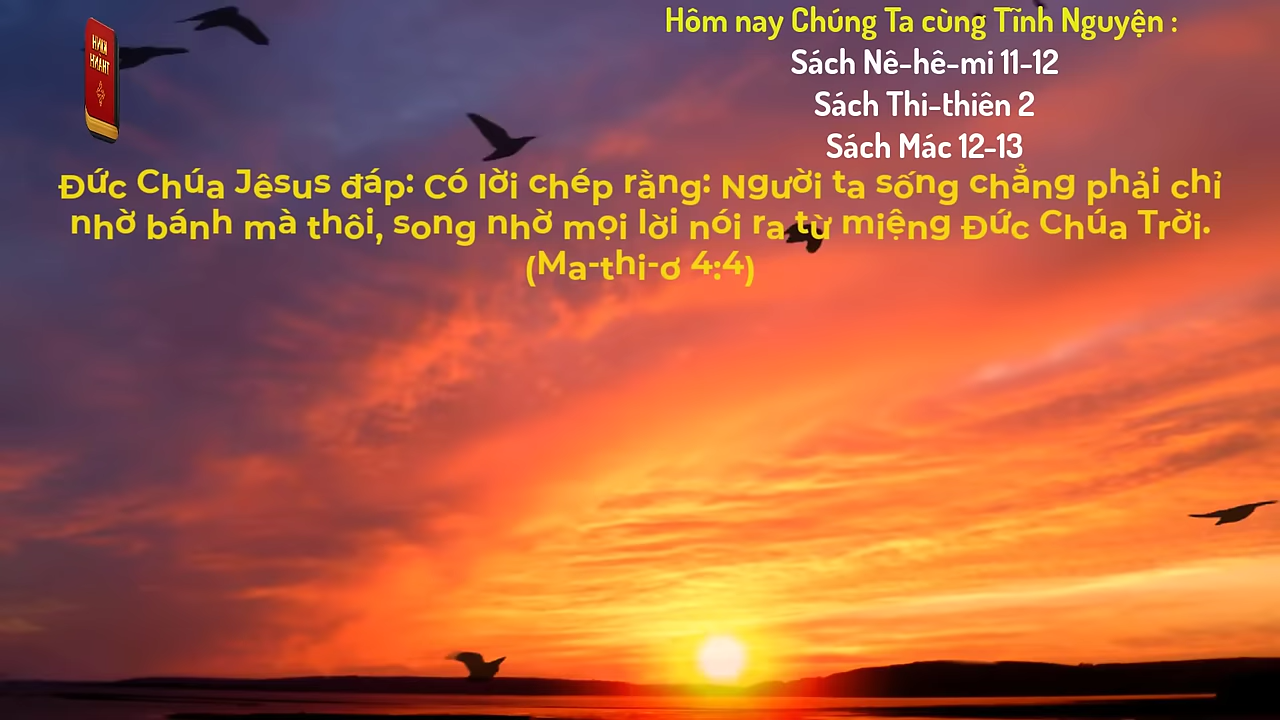 Hôm nay Chúng Ta cùng Tĩnh Nguyện :
Sách Nê-hê-mi 11-12
Sách Thi-thiên 2
Sách Mác 12-13
KINH
THÁNH
Đức Chúa Jêsus đáp: Có lời chép rằng: Người ta sống chẳng phải chỉ
nhờ bánh mà thôi, song nhờ mọi lời nói ra từ miệng Đức Chúa Trời.
(Ma-thi-ơ 4:4)